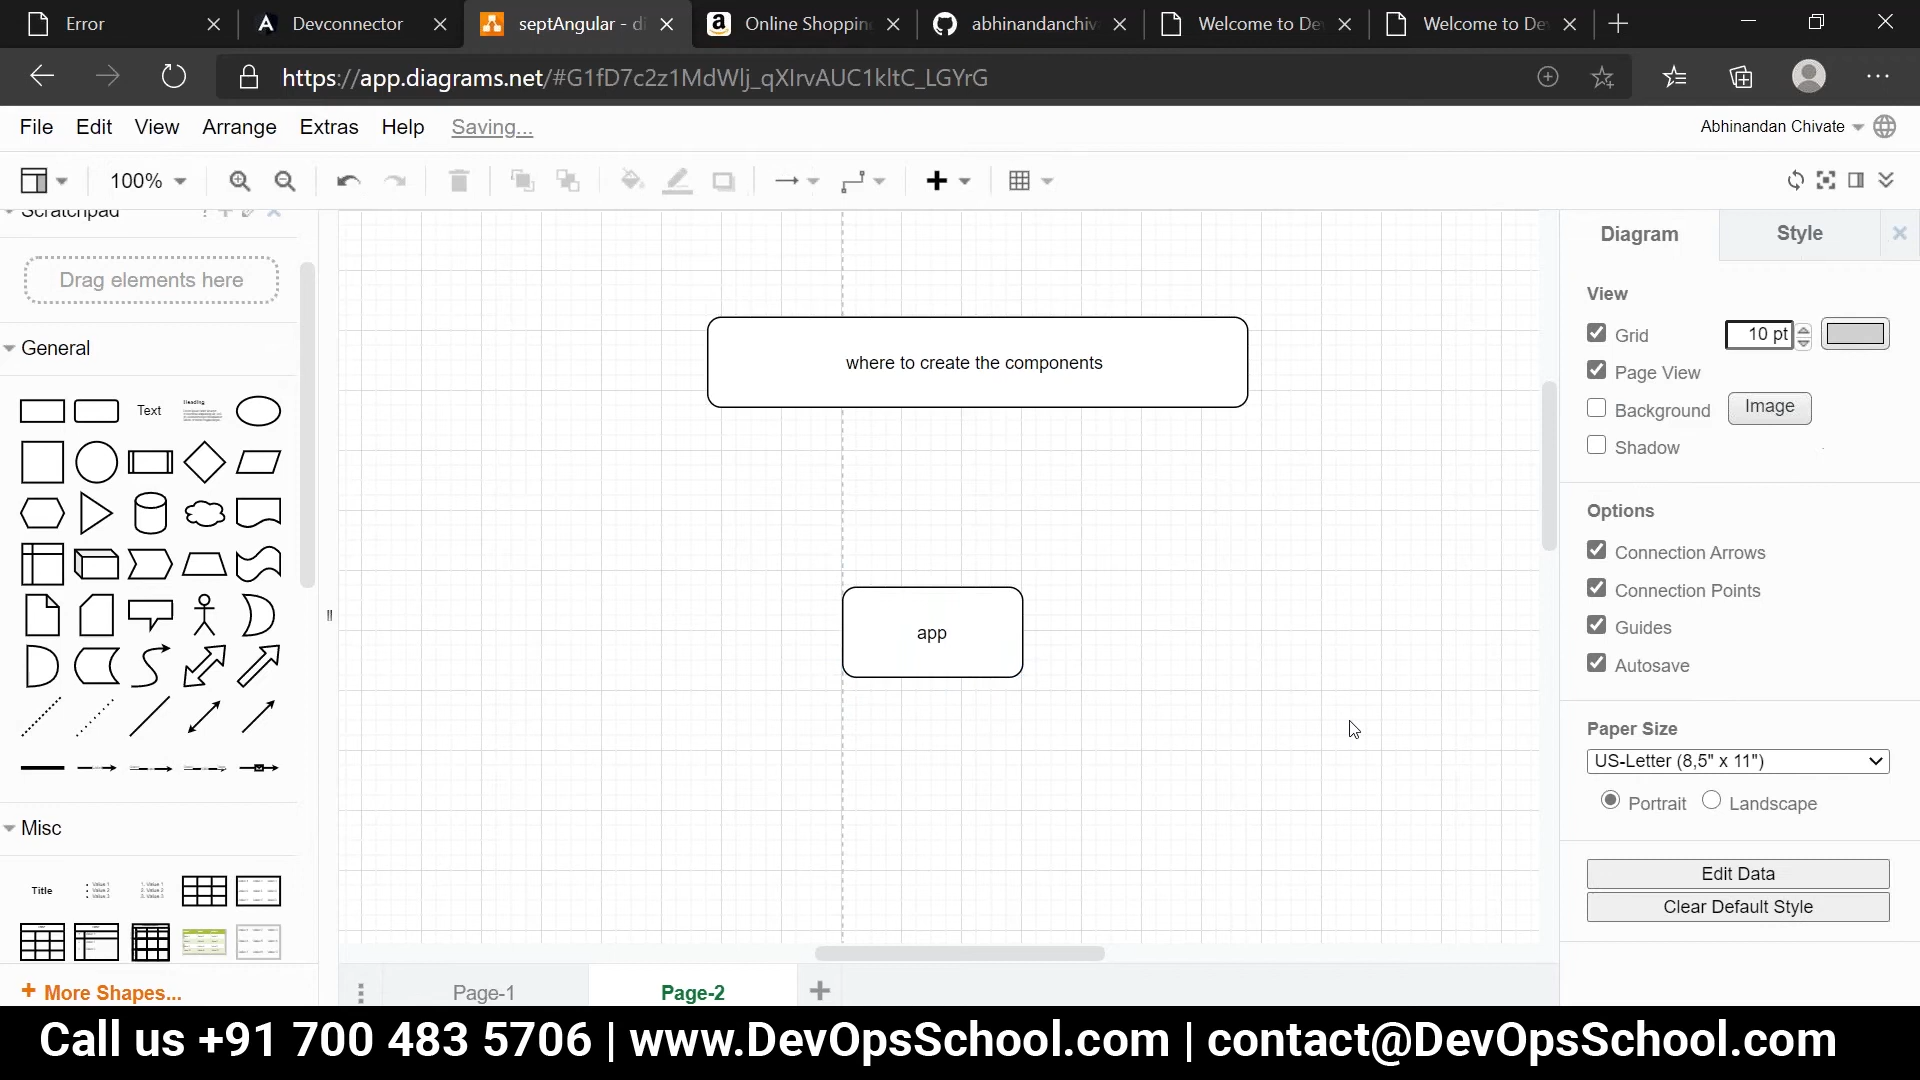 Error
Devconnector
septAngular - di
Online Shoppin
abhinandanchiv
Welcome to De
Welcome to De
https://app.diagrams.net/#G1fD7c2z1MdWlj_qXIrvAUC1kltC_LGYrG
File Edit View Arrange Extras Help Saving...
Abhinandan Chivate
100%
Scratchpad
Drag elements here
General
Text
Heading
Misc
Title
More Shapes...
where to create the components
app
Page-1
Page-2
Diagram
Style
View
Grid
10 pt
Page View
Background
Image
Shadow
Options
Connection Arrows
Connection Points
Guides
Autosave
Paper Size
US-Letter (8,5" x 11")
Portrait
Landscape
Edit Data
Clear Default Style
Call us +91 700 483 5706 | www.DevOpsSchool.com | contact@DevOpsSchool.com